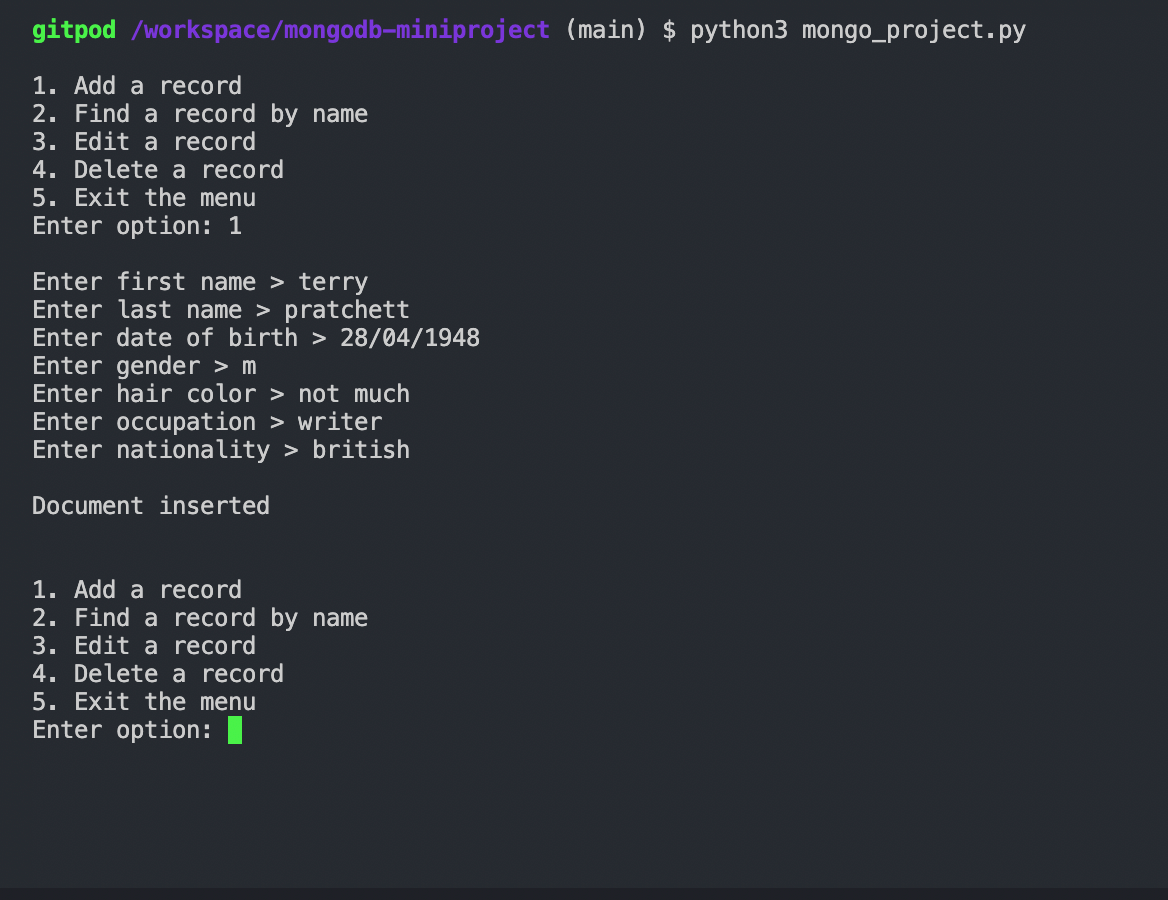 gitpod /workspace/mongodb-miniproject (main) $ python3 mongo_project.py
1. Add a record
2. Find a record by name
3. Edit a record
4. Delete a record
5. Exit the menu
Enter option: 1
Enter first name > terry
Enter last name > pratchett
Enter date of birth > 28/04/1948
Enter gender > m
Enter hair color > not much
Enter occupation > writer
Enter nationality > british
Document inserted
1. Add a record
2. Find a record by name
3. Edit a record
4. Delete a record
5. Exit the menu
Enter option: